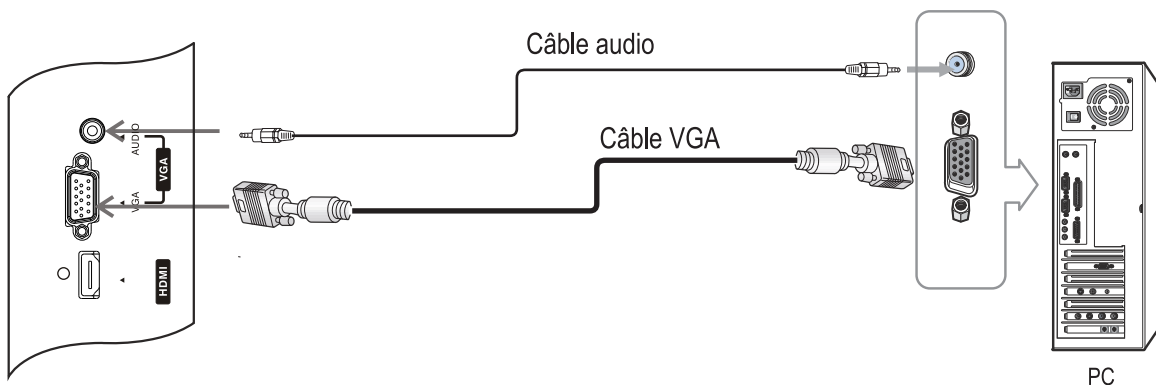 Câble audio
AUDIO
VGA
Câble VGA
VGA
HDMI
PC